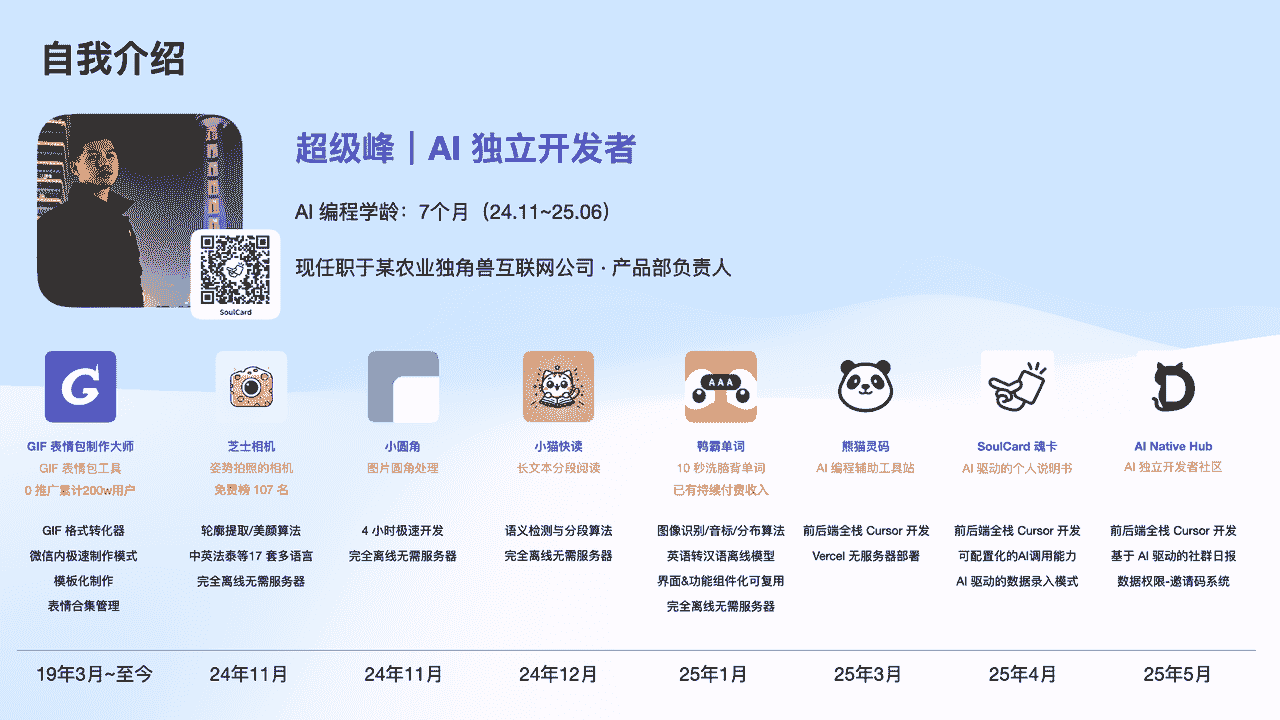 自我介绍
超级峰｜AI 独立开发者
AI 编程学龄：7个月（24.11~25.06）
现任职于某农业独角兽互联网公司 · 产品部负责人
SoulCard
G
GIF 表情包制作大师
GIF 表情包工具
0 推广累计200w用户
GIF 格式转化器
微信内极速制作模式
模板化制作
表情合集管理
19年3月~至今
芝士相机
姿势拍照的相机
免费榜 107 名
轮廓提取/美颜算法
中英法泰等17 套多语言
完全离线无需服务器
24年11月
小圆角
图片圆角处理
4 小时极速开发
完全离线无需服务器
24年11月
小猫快读
长文本分段阅读
语义检测与分段算法
完全离线无需服务器
24年12月
AAA
鸭霸单词
10 秒洗脑背单词
已有持续付费收入
图像识别/音标/分布算法
英语转汉语离线模型
界面&功能组件化可复用
完全离线无需服务器
25年1月
熊猫灵码
AI 编程辅助工具站
前后端全栈 Cursor 开发
Vercel 无服务器部署
25年3月
SoulCard 魂卡
AI 驱动的个人说明书
前后端全栈 Cursor 开发
可配置化的AI调用能力
AI 驱动的数据录入模式
25年4月
D
AI Native Hub
AI 独立开发者社区
前后端全栈 Cursor 开发
基于 AI 驱动的社群日报
数据权限-邀请码系统
25年5月